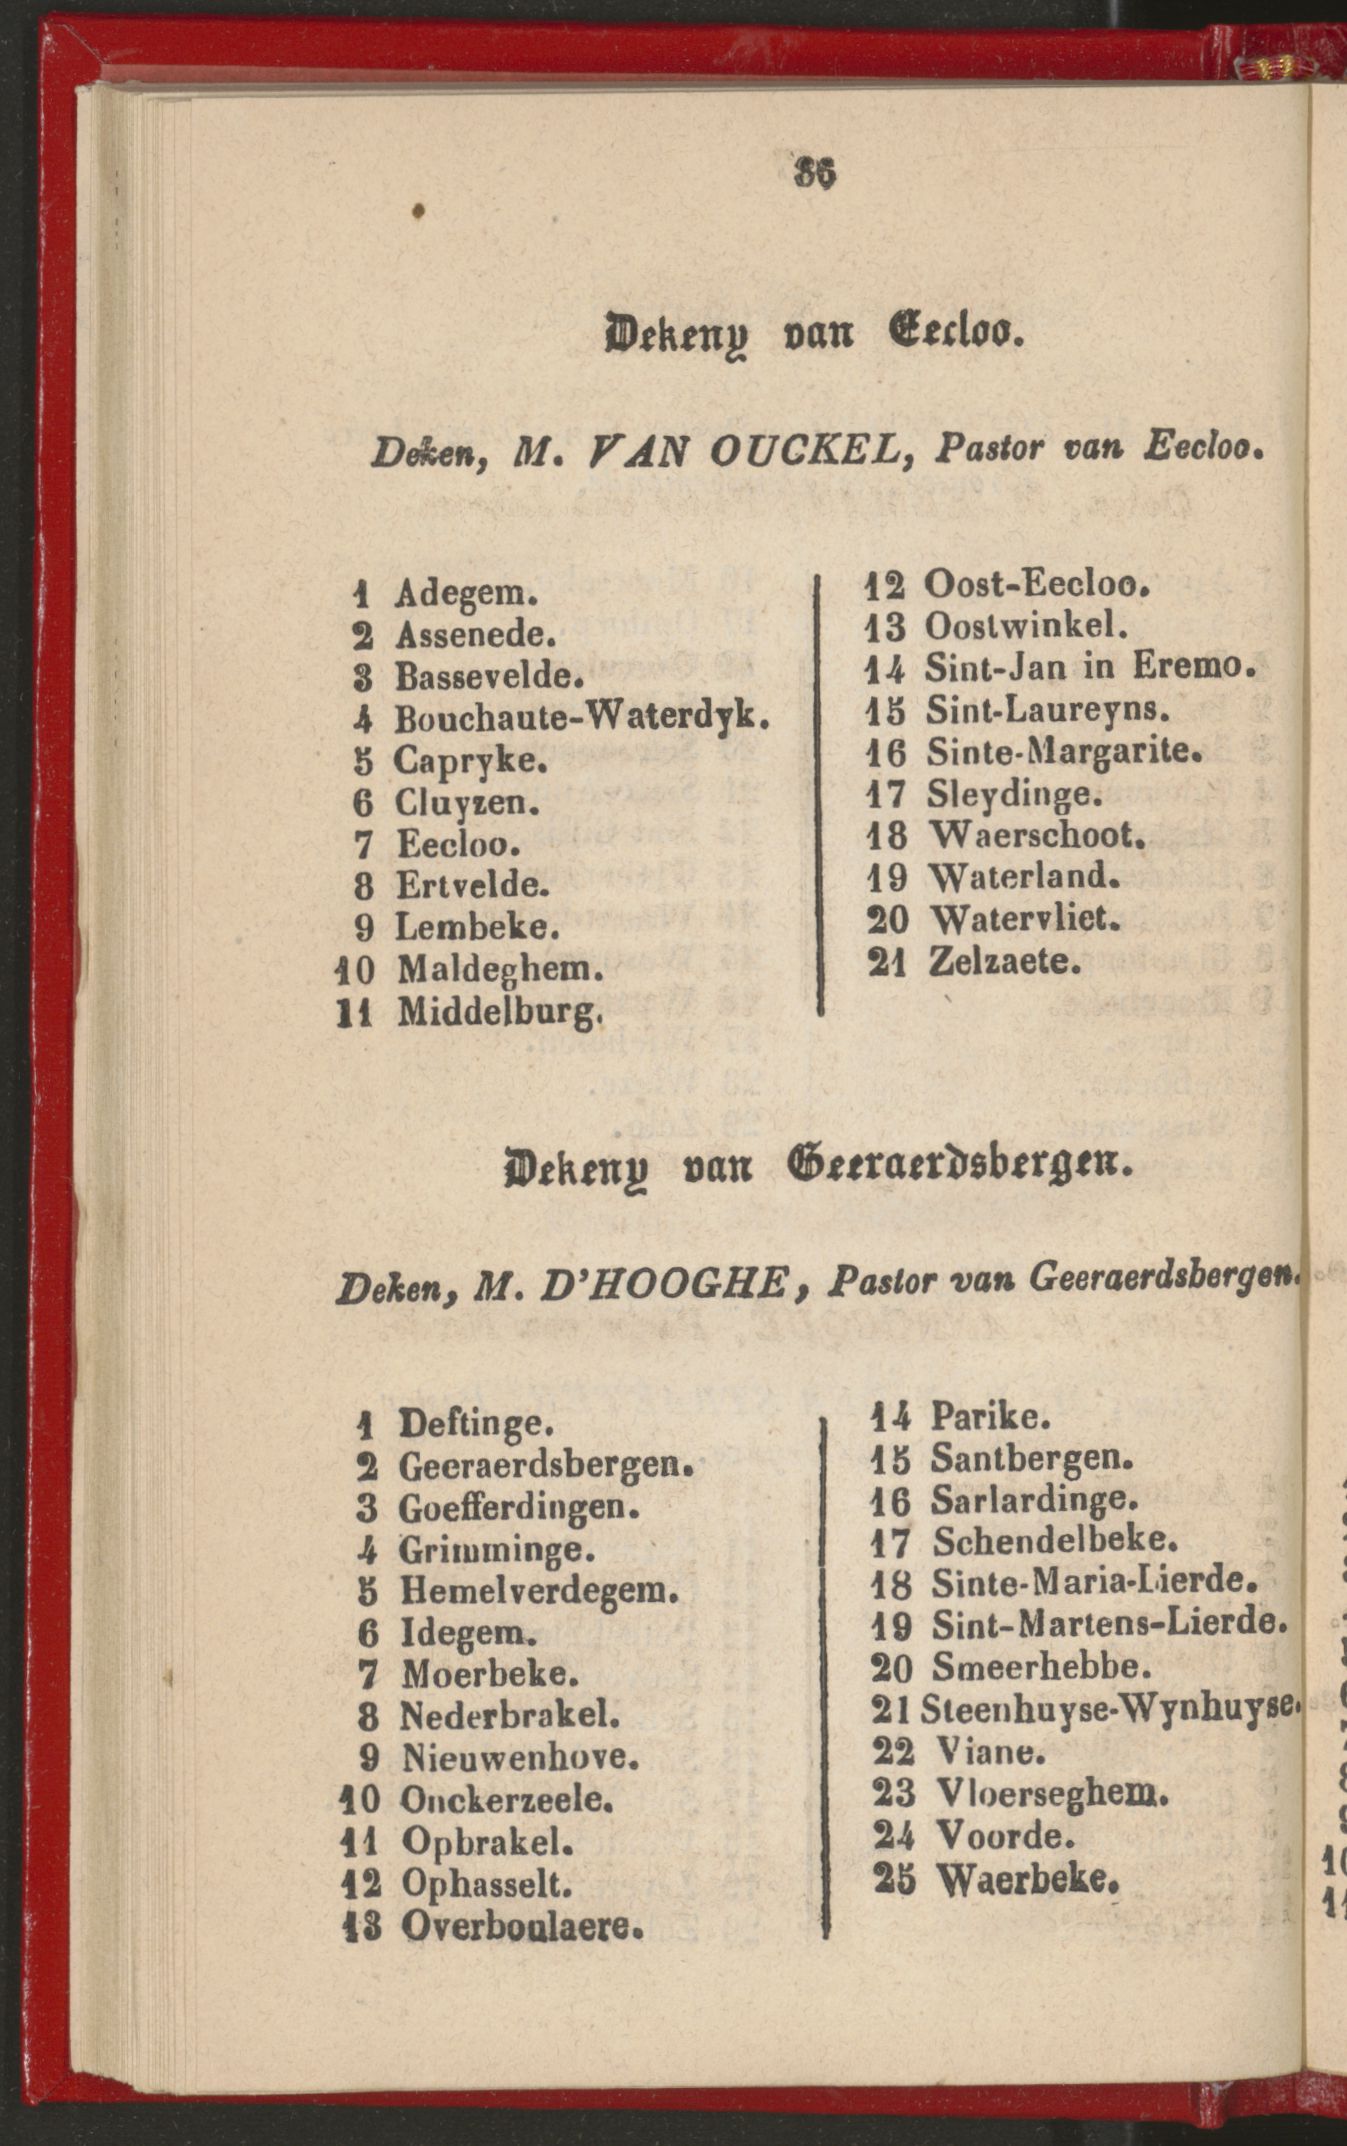 86
Dekeny van Eecloo.
Deken, M. VAN OUCKEL, Pastor van Eecloo.
1 Adegem.
2 Assenede.
3 Bassevelde.
4 Bouchaute-Waterdyk.
5 Capryke.
6 Cluyzen.
7 Eecloo.
8 Ertvelde.
9 Lembeke.
10 Maldeghem.
11 Middelburg.
12 Oost-Eecloo.
13 Oostwinkel.
14 Sint-Jan in Eremo.
15 Sint-Laureyns.
16 Sinte-Margarite.
17 Sleydinge.
18 Waerschoot.
19 Waterland.
20 Watervliet.
21 Zelzaete.
Dekeny van Geeraerdsbergen.
Deken, M. D'HOOGHE, Pastor van Geeraerdsbergen.
1 Deftinge.
2 Geeraerdsbergen.
3 Goefferdingen.
4 Grimminge.
5 Hemelverdegem.
6 Idegem.
7 Moerbeke.
8 Nederbrakel.
9 Nieuwenhove.
10 Onckerzeele.
11 Opbrakel.
12 Ophasselt.
13 Overboulaere.
14 Parike.
15 Santbergen.
16 Sarlardinge.
17 Schendelbeke.
18 Sinte-Maria-Lierde.
19 Sint-Martens-Lierde.
20 Smeerhebbe.
21 Steenhuyse-Wynhuyse.
22 Viane.
23 Vloerseghem.
24 Voorde.
25 Waerbeke.